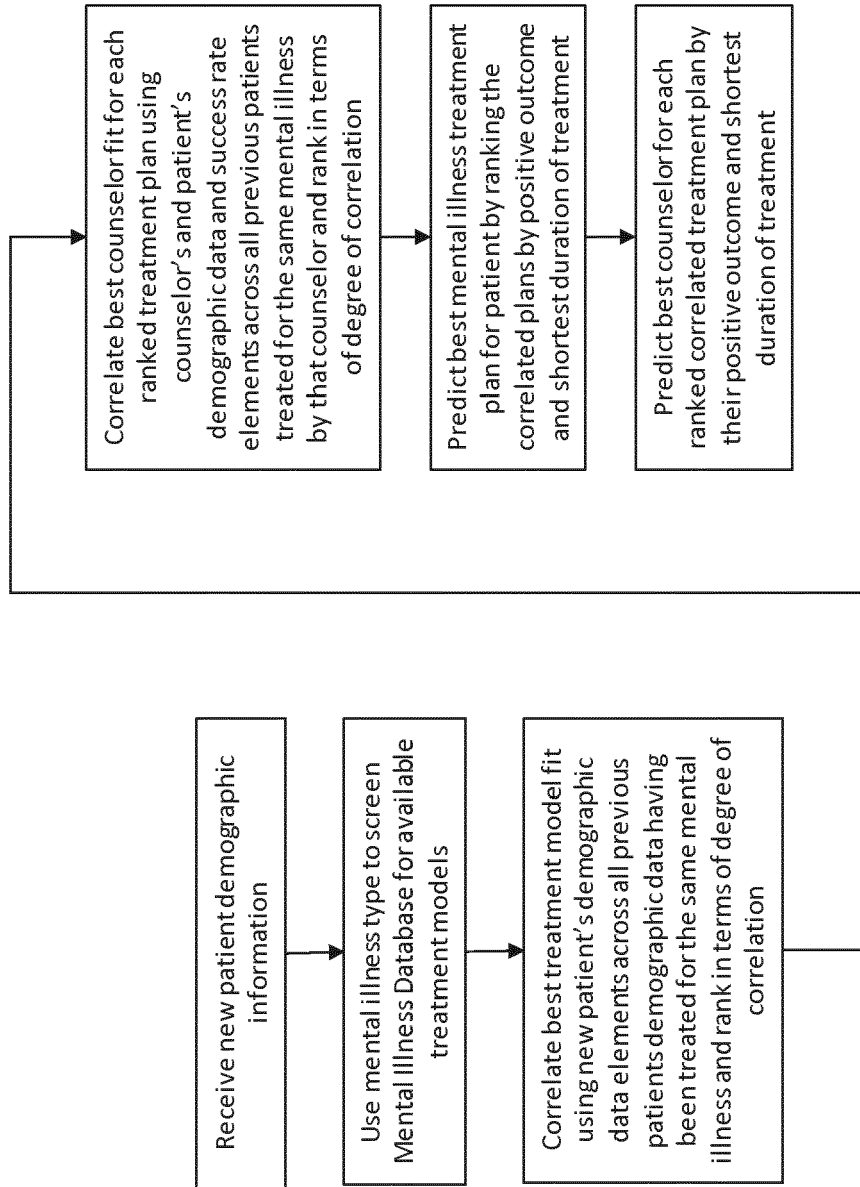 Receive new patient demographic
information
Use mental illness type to screen
Mental Illness Database for available
treatment models
Correlate best treatment model fit
using new patient's demographic
data elements across all previous
patients demographic data having
been treated for the same mental
illness and rank in terms of degree of
correlation
Correlate best counselor fit for each
ranked treatment plan using
counselor's and patient's
demographic data and success rate
elements across all previous patients
treated for the same mental illness
by that counselor and rank in terms
of degree of correlation
Predict best mental illness treatment
plan for patient by ranking the
correlated plans by positive outcome
and shortest duration of treatment
Predict best counselor for each
ranked correlated treatment plan by
their positive outcome and shortest
duration of treatment